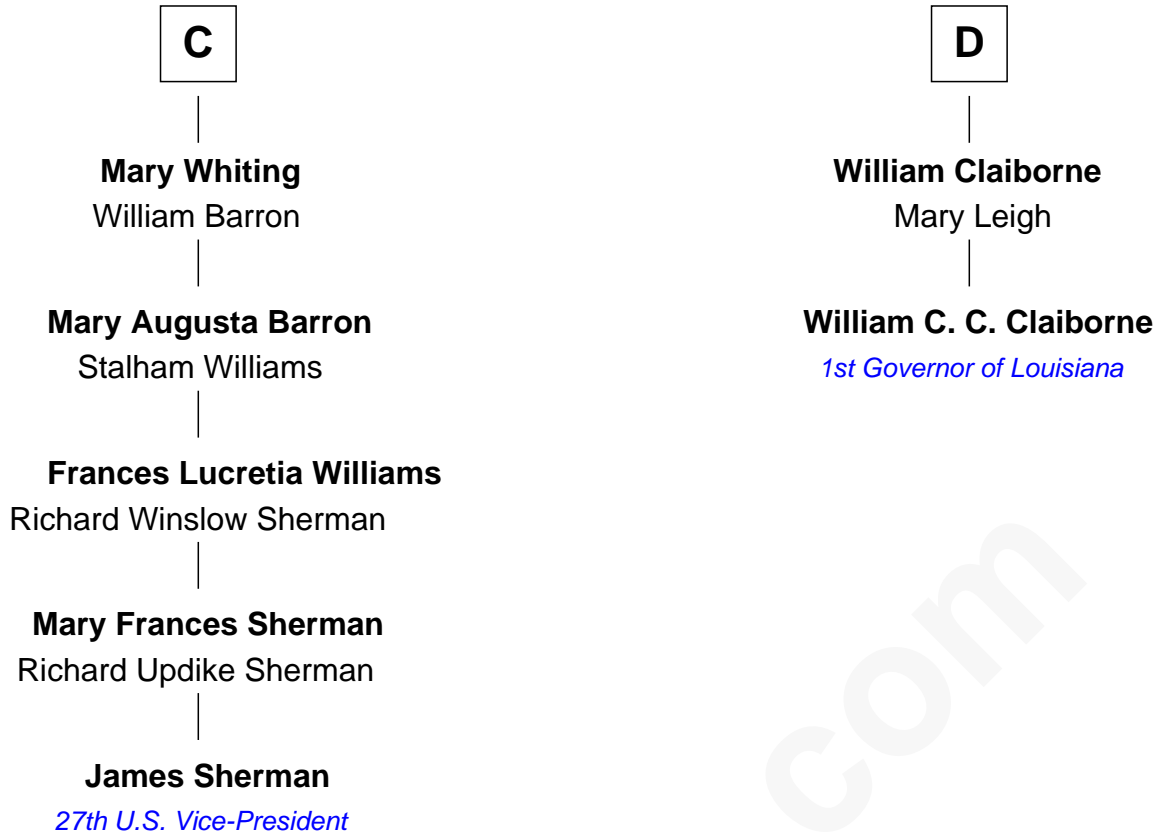 C
Mary Whiting
William Barron
Mary Augusta Barron
Stalham Williams
Frances Lucretia Williams
Richard Winslow Sherman
Mary Frances Sherman
Richard Updike Sherman
James Sherman
27th U.S. Vice-President
D
William Claiborne
Mary Leigh
William C. C. Claiborne
1st Governor of Louisiana
com